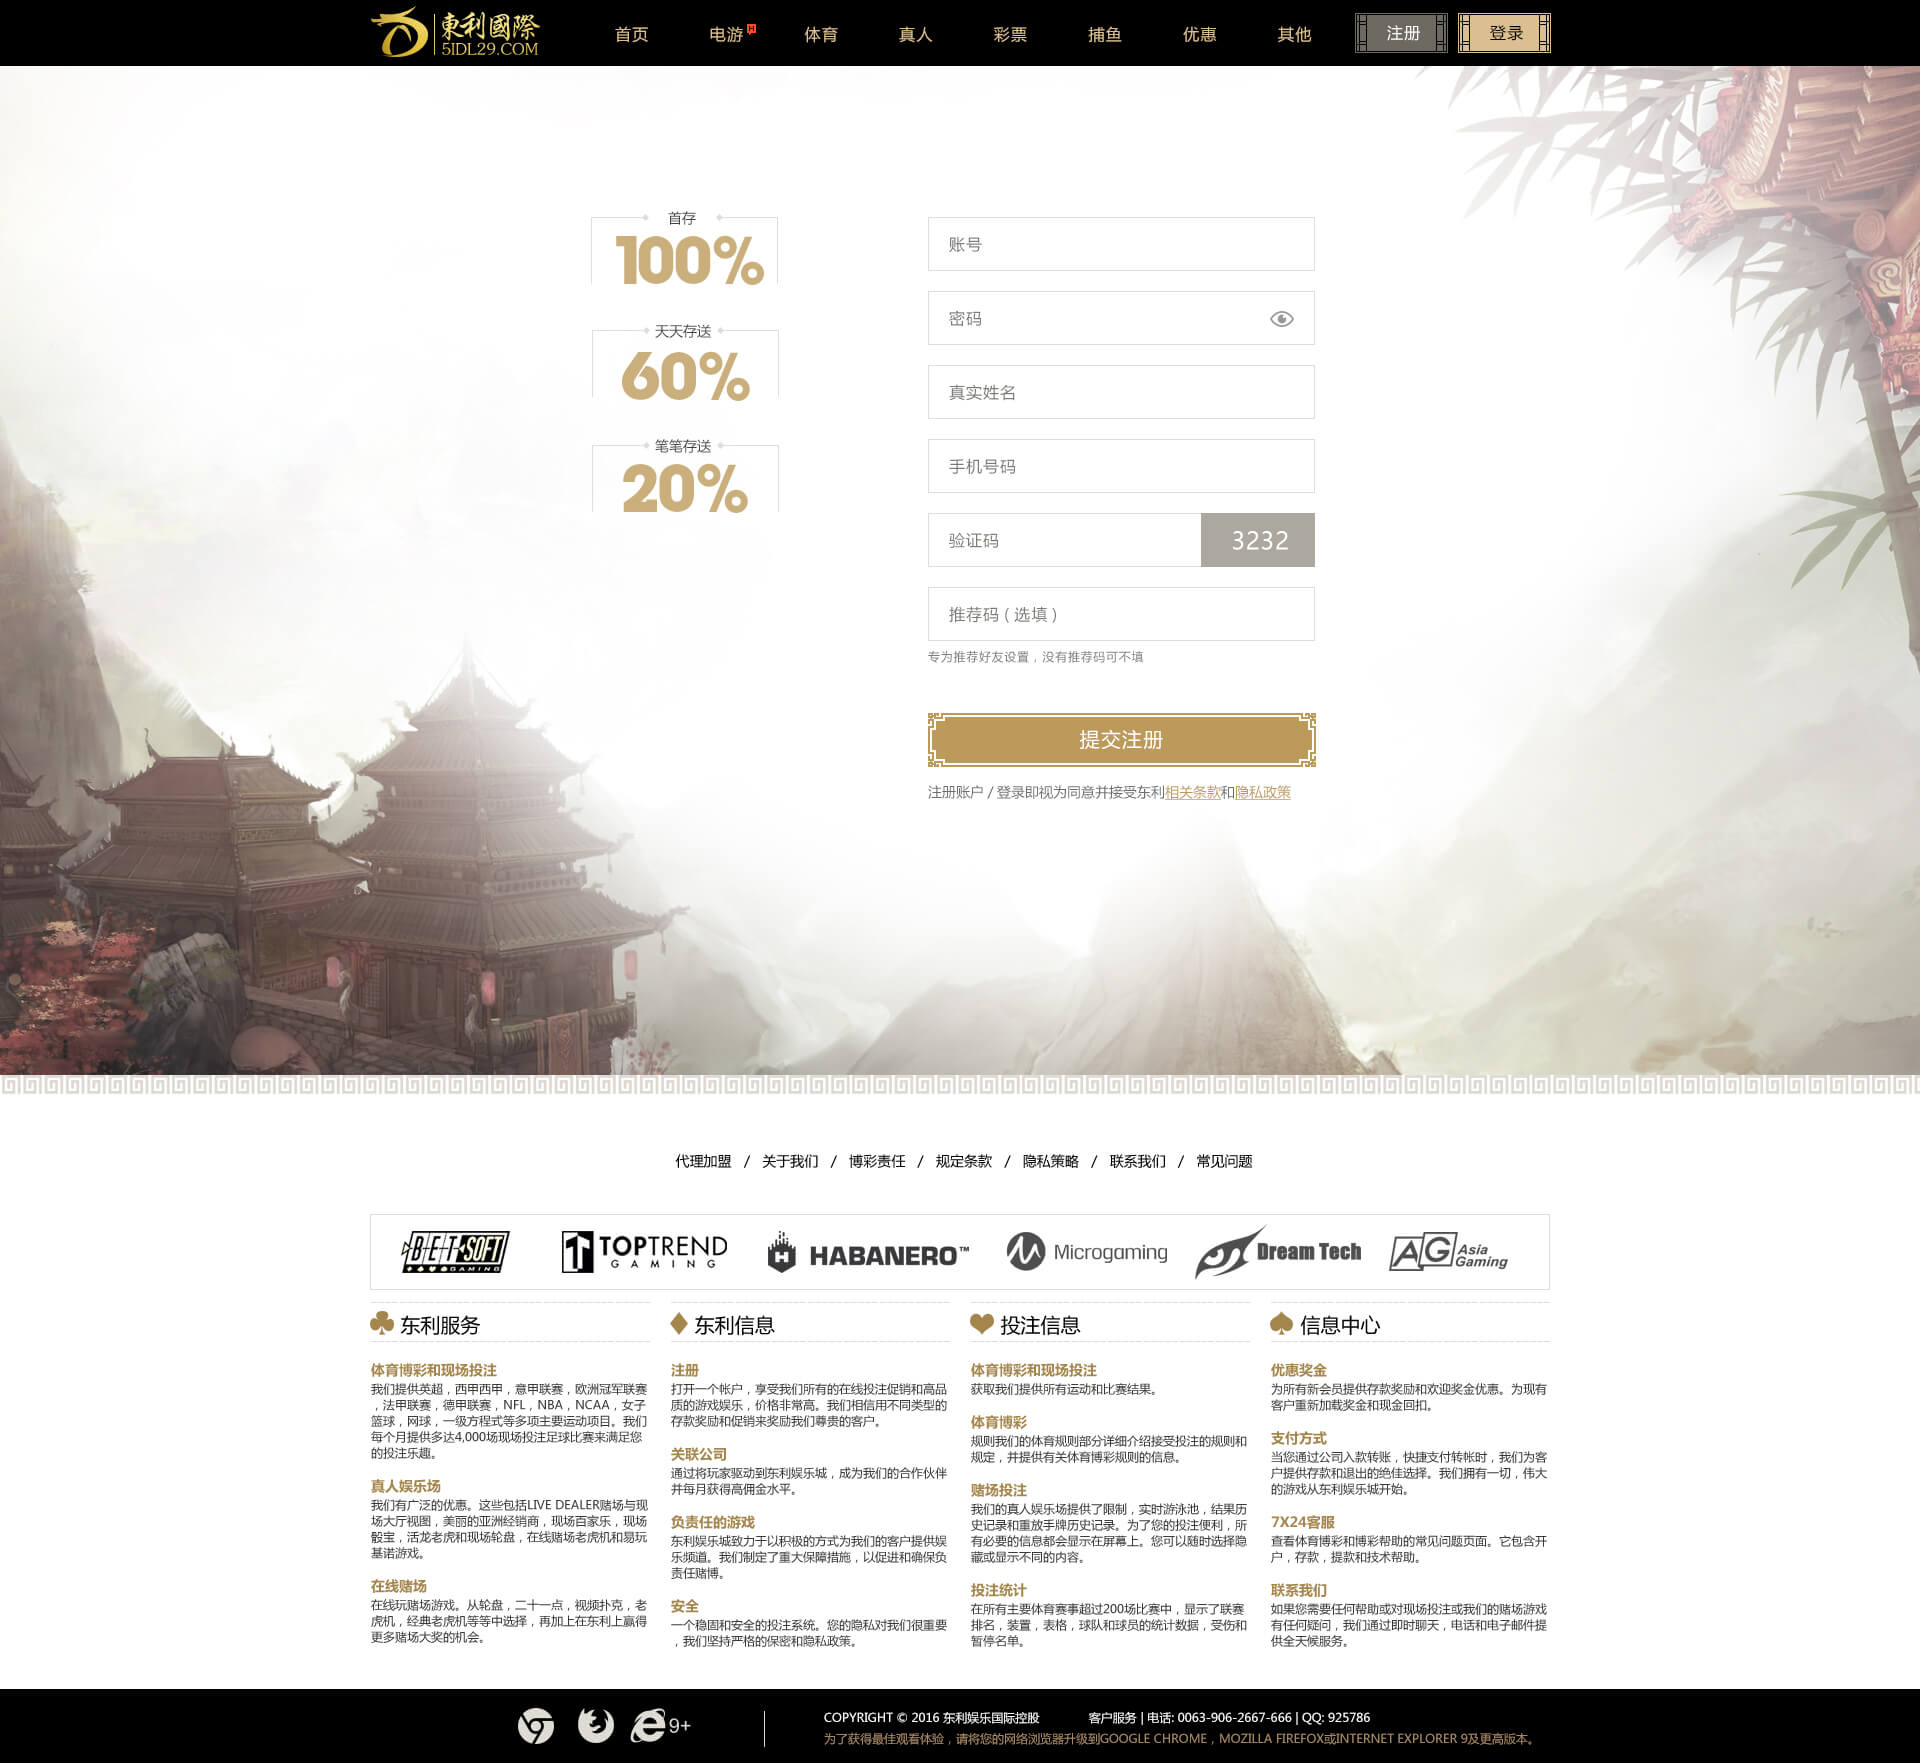 東利國際
5IDL29.COM
首页 电游 体育 真人 彩票 捕鱼 优惠 其他 注册 登录
首存
100%
天天存送
60%
笔笔存送
20%
账号
密码
真实姓名
手机号码
验证码 3232
推荐码 ( 选填 )
专为推荐好友设置，没有推荐码可不填
提交注册
注册账户 / 登录即视为同意并接受东利相关条款和隐私政策
代理加盟 / 关于我们 / 博彩责任 / 规定条款 / 隐私策略 / 联系我们 / 常见问题
BETSOFT GAMING
TOPTREND GAMING
HABANERO™
Microgaming
Dream Tech
AG Asia Gaming
东利服务
体育博彩和现场投注
我们提供英超，西甲西甲，意甲联赛，欧洲冠军联赛
，法甲联赛，德甲联赛，NFL，NBA，NCAA，女子
篮球，网球，一级方程式等多项主要运动项目。我们
每个月提供多达4,000场现场投注足球比赛来满足您
的投注乐趣。
真人娱乐场
我们有广泛的优惠。这些包括LIVE DEALER赌场与现
场大厅视图，美丽的亚洲经销商，现场百家乐，现场
骰宝，活龙老虎和现场轮盘，在线赌场老虎机和易玩
基诺游戏。
在线赌场
在线玩赌场游戏。从轮盘，二十一点，视频扑克，老
虎机，经典老虎机等等中选择，再加上在东利上赢得
更多赌场大奖的机会。
东利信息
注册
打开一个帐户，享受我们所有的在线投注促销和高品
质的游戏娱乐，价格非常高。我们相信用不同类型的
存款奖励和促销来奖励我们尊贵的客户。
关联公司
通过将玩家驱动到东利娱乐城，成为我们的合作伙伴
并每月获得高佣金水平。
负责任的游戏
东利娱乐城致力于以积极的方式为我们的客户提供娱
乐频道。我们制定了重大保障措施，以促进和确保负
责任赌博。
安全
一个稳固和安全的投注系统。您的隐私对我们很重要
，我们坚持严格的保密和隐私政策。
投注信息
体育博彩和现场投注
获取我们提供所有运动和比赛结果。
体育博彩
规则我们的体育规则部分详细介绍接受投注的规则和
规定，并提供有关体育博彩规则的信息。
赌场投注
我们的真人娱乐场提供了限制，实时游泳池，结果历
史记录和重放手牌历史记录。为了您的投注便利，所
有必要的信息都会显示在屏幕上。您可以随时选择隐
藏或显示不同的内容。
投注统计
在所有主要体育赛事超过200场比赛中，显示了联赛
排名，装置，表格，球队和球员的统计数据，受伤和
暂停名单。
信息中心
优惠奖金
为所有新会员提供存款奖励和欢迎奖金优惠。为现有
客户重新加载奖金和现金回扣。
支付方式
当您通过公司入款转账，快捷支付转帐时，我们为客
户提供存款和退出的绝佳选择。我们拥有一切，伟大
的游戏从东利娱乐城开始。
7X24客服
查看体育博彩和博彩帮助的常见问题页面。它包含开
户，存款，提款和技术帮助。
联系我们
如果您需要任何帮助或对现场投注或我们的赌场游戏
有任何疑问，我们通过即时聊天，电话和电子邮件提
供全天候服务。
9+
COPYRIGHT © 2016 东利娱乐国际控股 客户服务 | 电话: 0063-906-2667-666 | QQ: 925786
为了获得最佳观看体验，请将您的网络浏览器升级到GOOGLE CHROME，MOZILLA FIREFOX或INTERNET EXPLORER 9及更高版本。